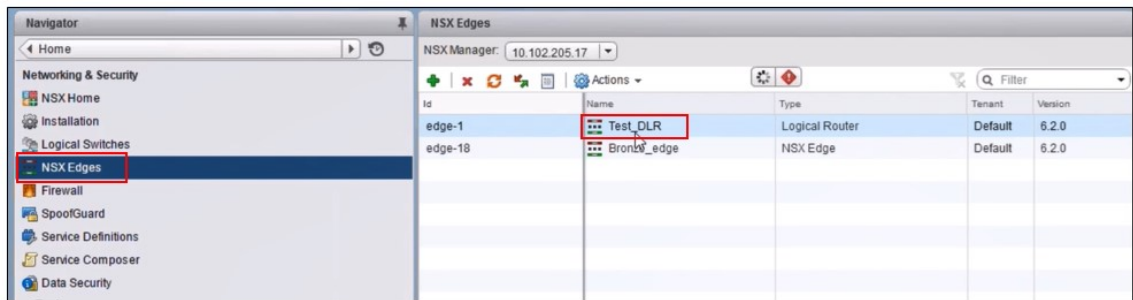 Navigator
Home
Networking & Security
NSX Home
Installation
Logical Switches
NSX Edges
Firewall
SpoofGuard
Service Definitions
Service Composer
Data Security
NSX Edges
NSX Manager: 10.102.205.17
Actions
Filter
Id Name Type Tenant Version
edge-1 Test_DLR Logical Router Default 6.2.0
edge-18 Bronze_edge NSX Edge Default 6.2.0